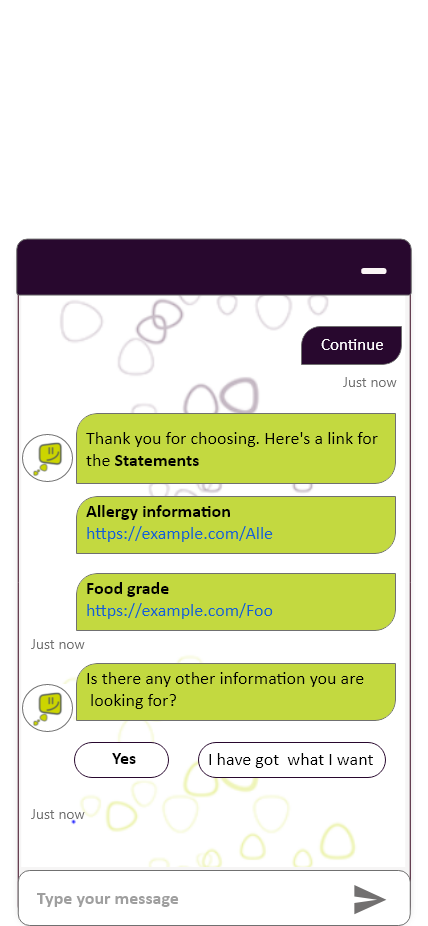 Continue
Just now
Thank you for choosing. Here's a link for
the Statements
Allergy information
https://example.com/Alle
Food grade
https://example.com/Foo
Just now
Is there any other information you are
looking for?
Yes
I have got what I want
Just now
Type your message